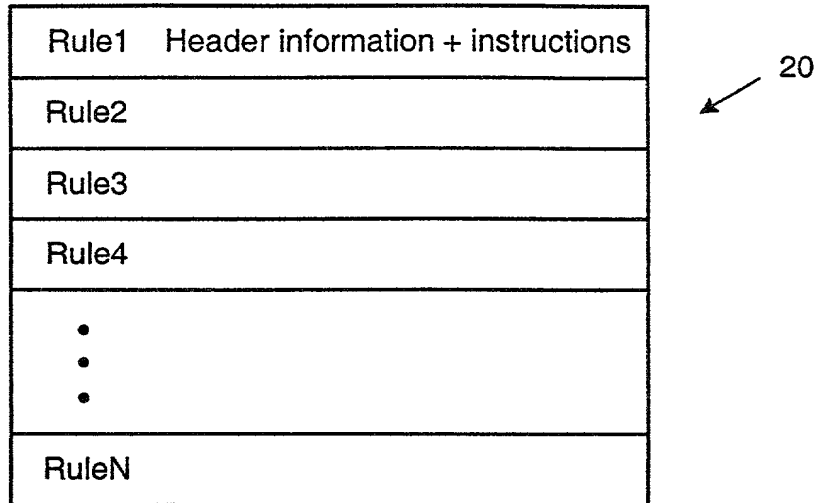 Rule1 Header information + instructions
20
Rule2
Rule3
Rule4
RuleN